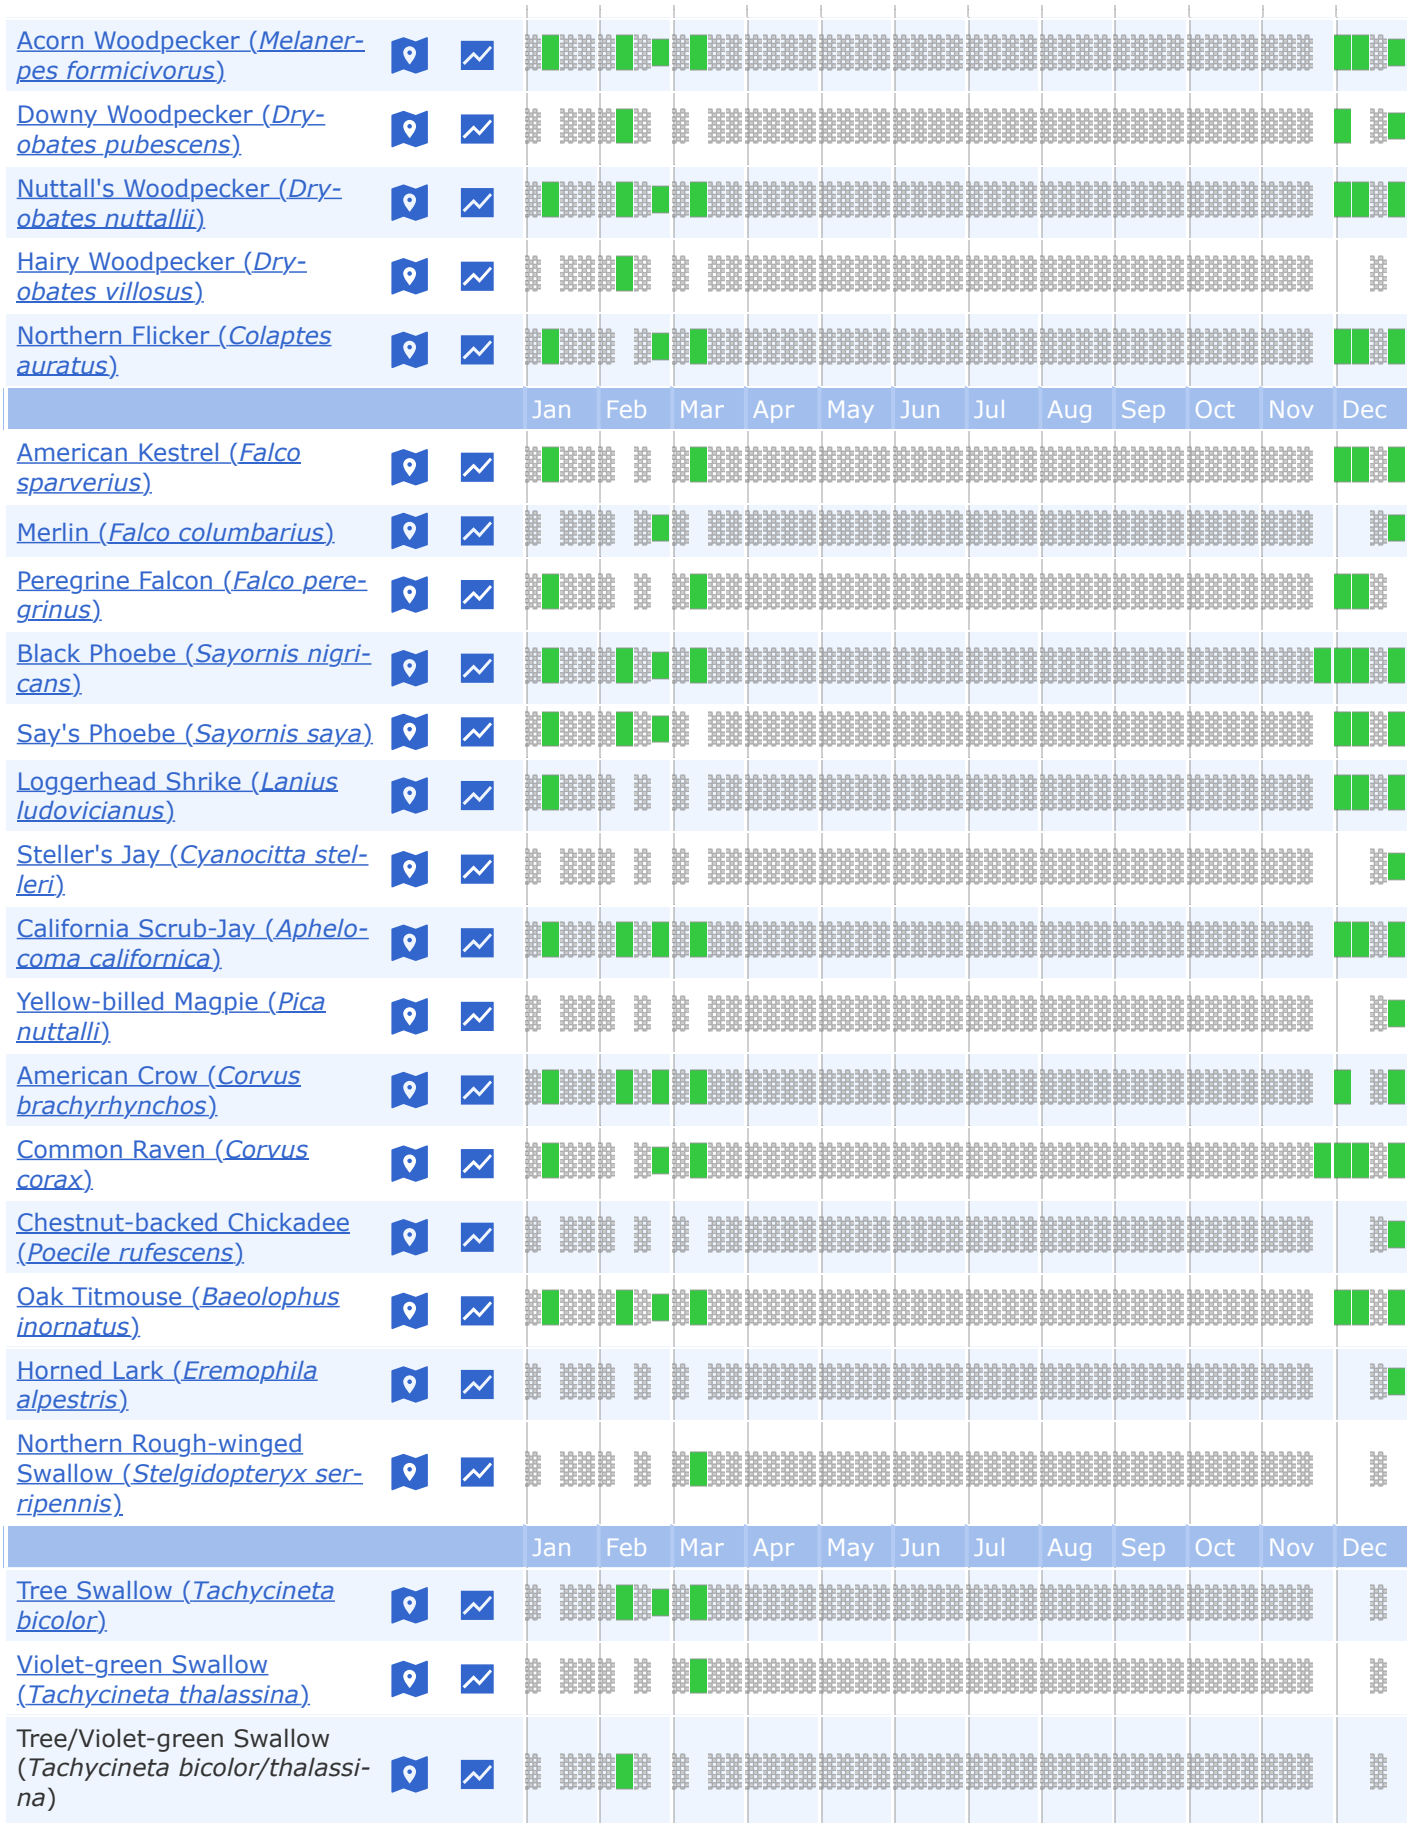 Acorn Woodpecker (Melaner-
pes formicivorus)
Downy Woodpecker (Dry-
obates pubescens)
Nuttall's Woodpecker (Dry-
obates nuttallii)
Hairy Woodpecker (Dry-
obates villosus)
Northern Flicker (Colaptes
auratus)
Jan Feb Mar Apr May Jun Jul Aug Sep Oct Nov Dec
American Kestrel (Falco
sparverius)
Merlin (Falco columbarius)
Peregrine Falcon (Falco pere-
grinus)
Black Phoebe (Sayornis nigri-
cans)
Say's Phoebe (Sayornis saya)
Loggerhead Shrike (Lanius
ludovicianus)
Steller's Jay (Cyanocitta stel-
leri)
California Scrub-Jay (Aphelo-
coma californica)
Yellow-billed Magpie (Pica
nuttalli)
American Crow (Corvus
brachyrhynchos)
Common Raven (Corvus
corax)
Chestnut-backed Chickadee
(Poecile rufescens)
Oak Titmouse (Baeolophus
inornatus)
Horned Lark (Eremophila
alpestris)
Northern Rough-winged
Swallow (Stelgidopteryx ser-
ripennis)
Jan Feb Mar Apr May Jun Jul Aug Sep Oct Nov Dec
Tree Swallow (Tachycineta
bicolor)
Violet-green Swallow
(Tachycineta thalassina)
Tree/Violet-green Swallow
(Tachycineta bicolor/thalassi-
na)